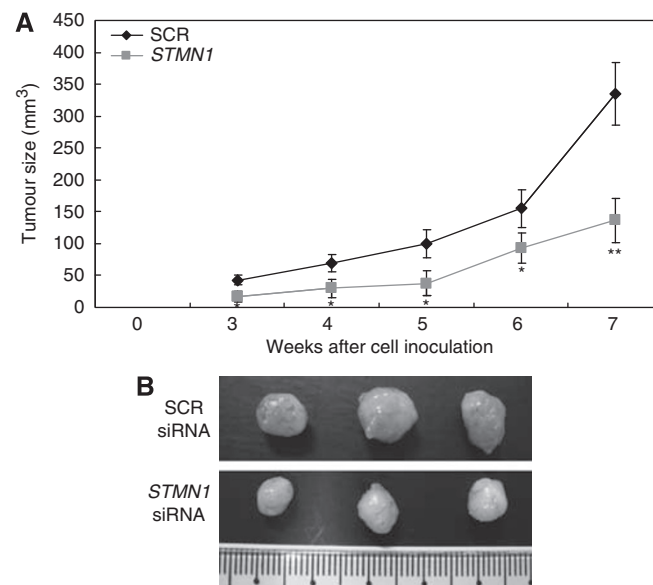 A
450
400
350
300
250
200
150
100
50
0
Tumour size (mm³)
SCR
STMN1
* * * * **
0 3 4 5 6 7
Weeks after cell inoculation
B
SCR
siRNA
STMN1
siRNA